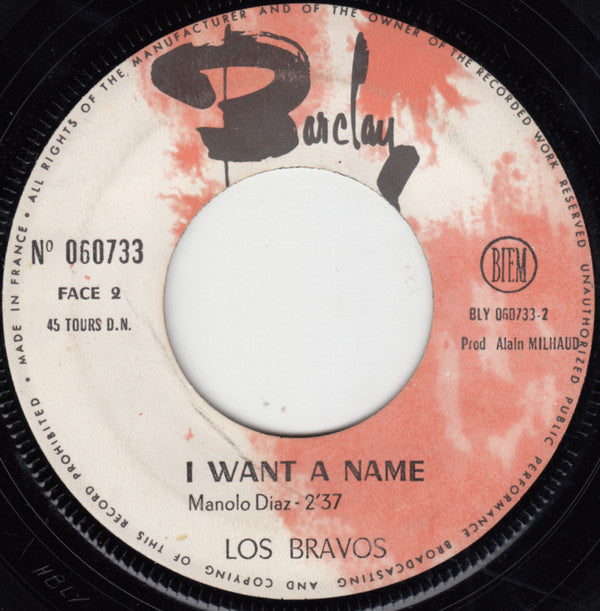 ALL RIGHTS OF THE MANUFACTURER AND OF THE OWNER OF THE RECORDED WORK RESERVED UNAUTHORIZED PUBLIC PERFORMANCE BROADCASTING AND COPYING OF THIS RECORD PROHIBITED • MADE IN FRANCE •
Barclay
Nº 060733
FACE 2
45 TOURS D.N.
BIEM
BLY 060733-2
Prod Alain MILHAUD
I WANT A NAME
Manolo Diaz - 2'37
LOS BRAVOS